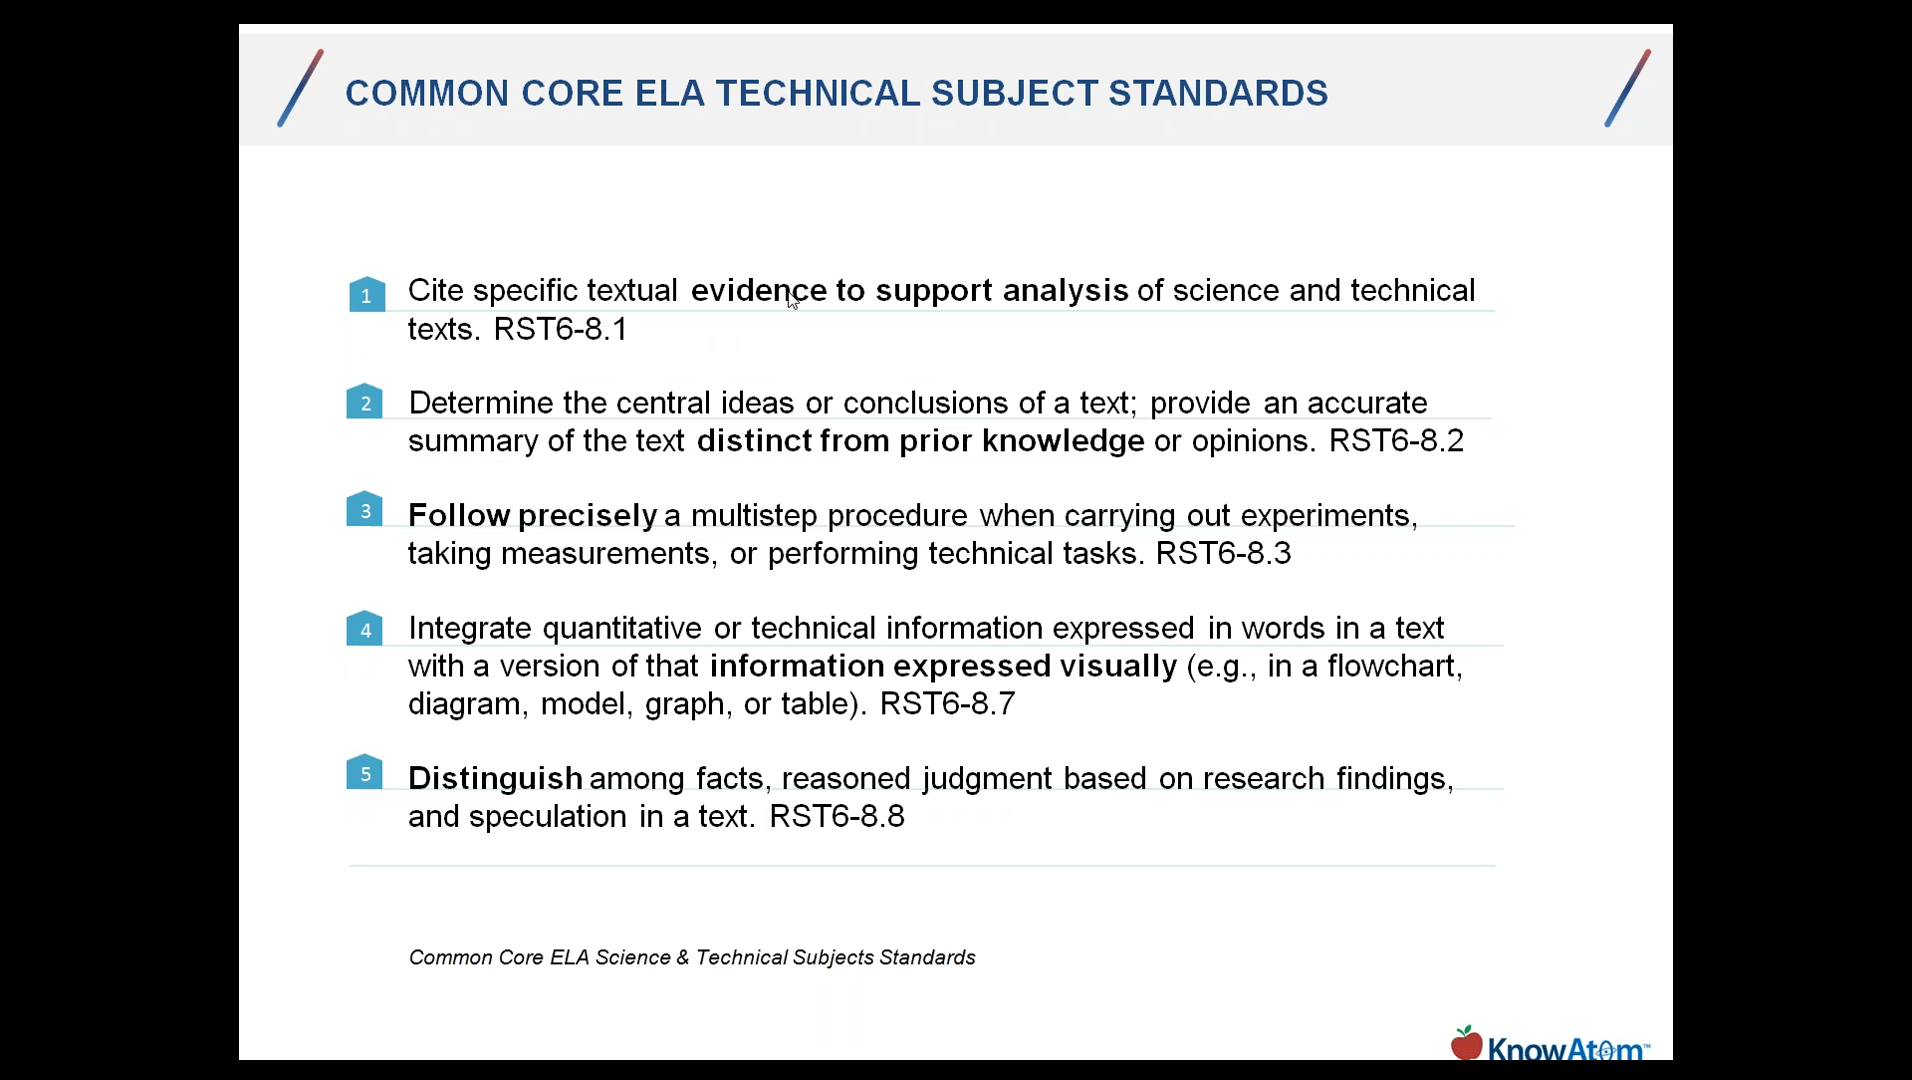 COMMON CORE ELA TECHNICAL SUBJECT STANDARDS
1 Cite specific textual evidence to support analysis of science and technical
texts. RST6-8.1
2 Determine the central ideas or conclusions of a text; provide an accurate
summary of the text distinct from prior knowledge or opinions. RST6-8.2
3 Follow precisely a multistep procedure when carrying out experiments,
taking measurements, or performing technical tasks. RST6-8.3
4 Integrate quantitative or technical information expressed in words in a text
with a version of that information expressed visually (e.g., in a flowchart,
diagram, model, graph, or table). RST6-8.7
5 Distinguish among facts, reasoned judgment based on research findings,
and speculation in a text. RST6-8.8
Common Core ELA Science & Technical Subjects Standards
KnowAtom™